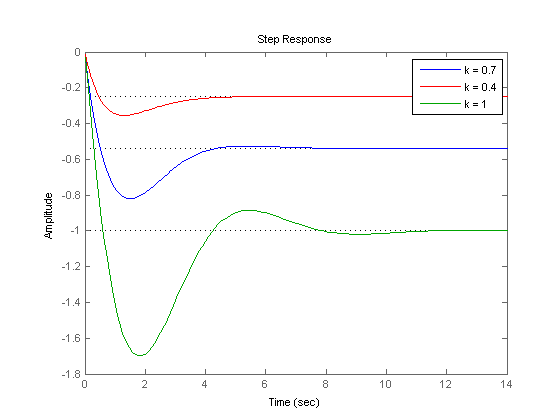 Step Response
k = 0.7
k = 0.4
k = 1
0
-0.2
-0.4
-0.6
-0.8
-1
-1.2
-1.4
-1.6
-1.8
Amplitude
0 2 4 6 8 10 12 14
Time (sec)